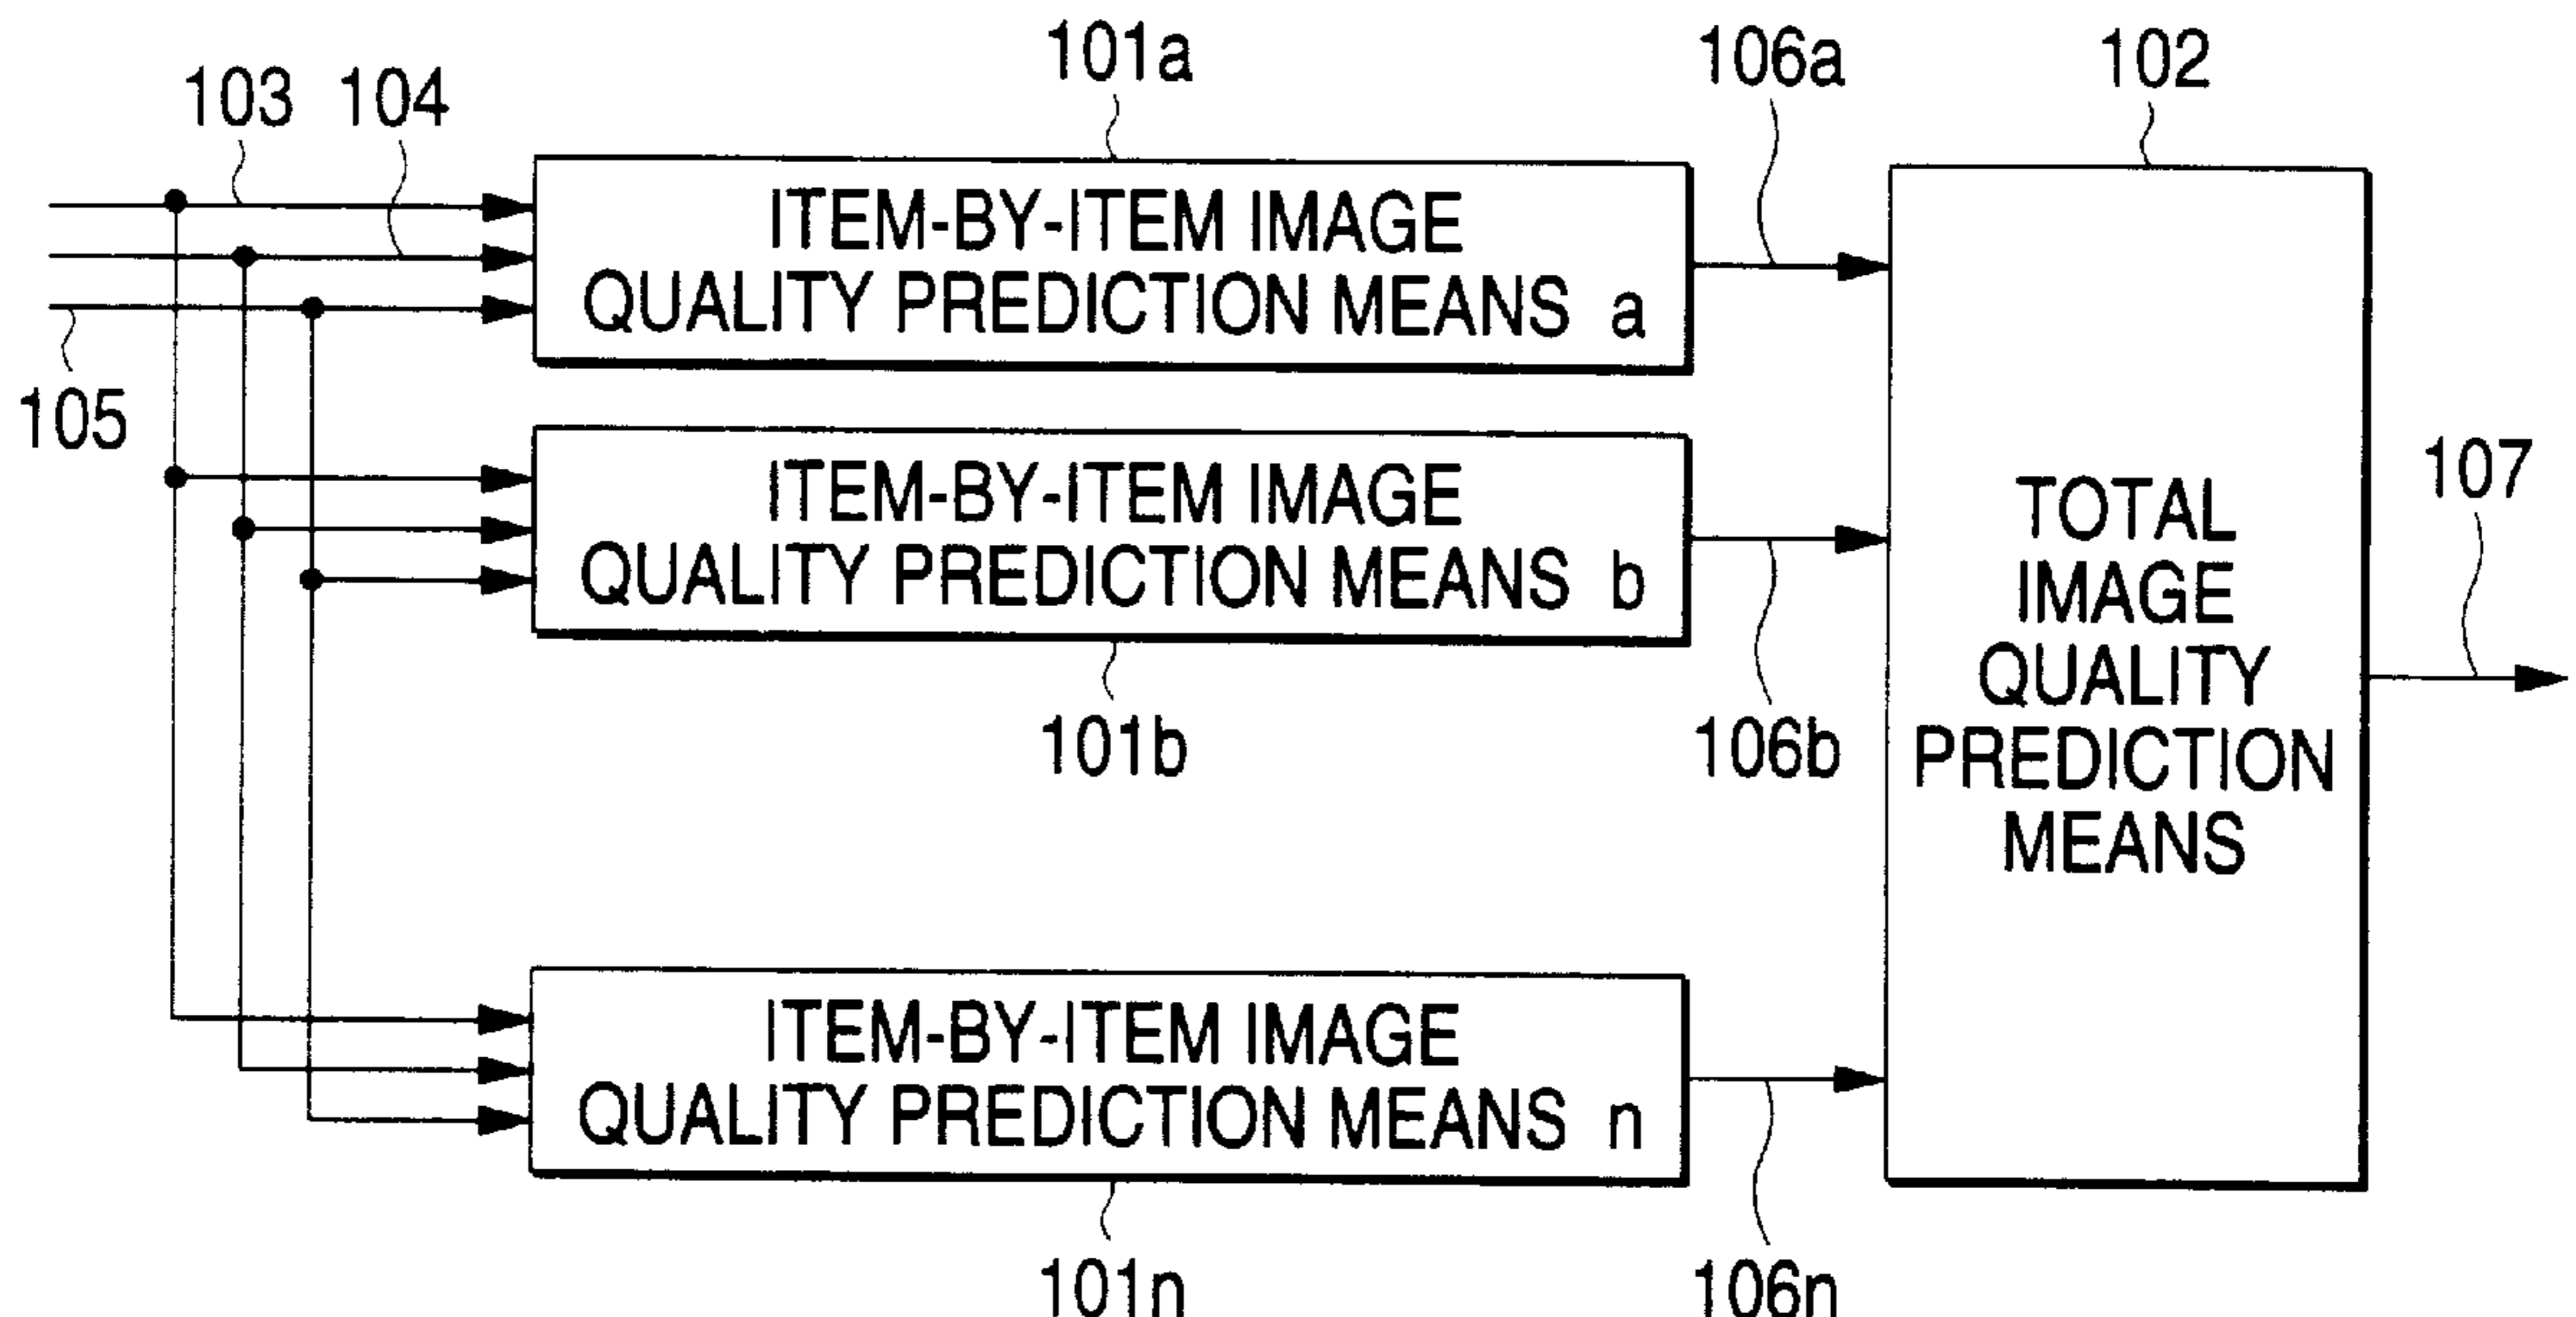 101a
106a
102
103
104
ITEM-BY-ITEM IMAGE
QUALITY PREDICTION MEANS a
105
ITEM-BY-ITEM IMAGE
QUALITY PREDICTION MEANS b
101b
106b
TOTAL
IMAGE
QUALITY
PREDICTION
MEANS
107
ITEM-BY-ITEM IMAGE
QUALITY PREDICTION MEANS n
101n
106n